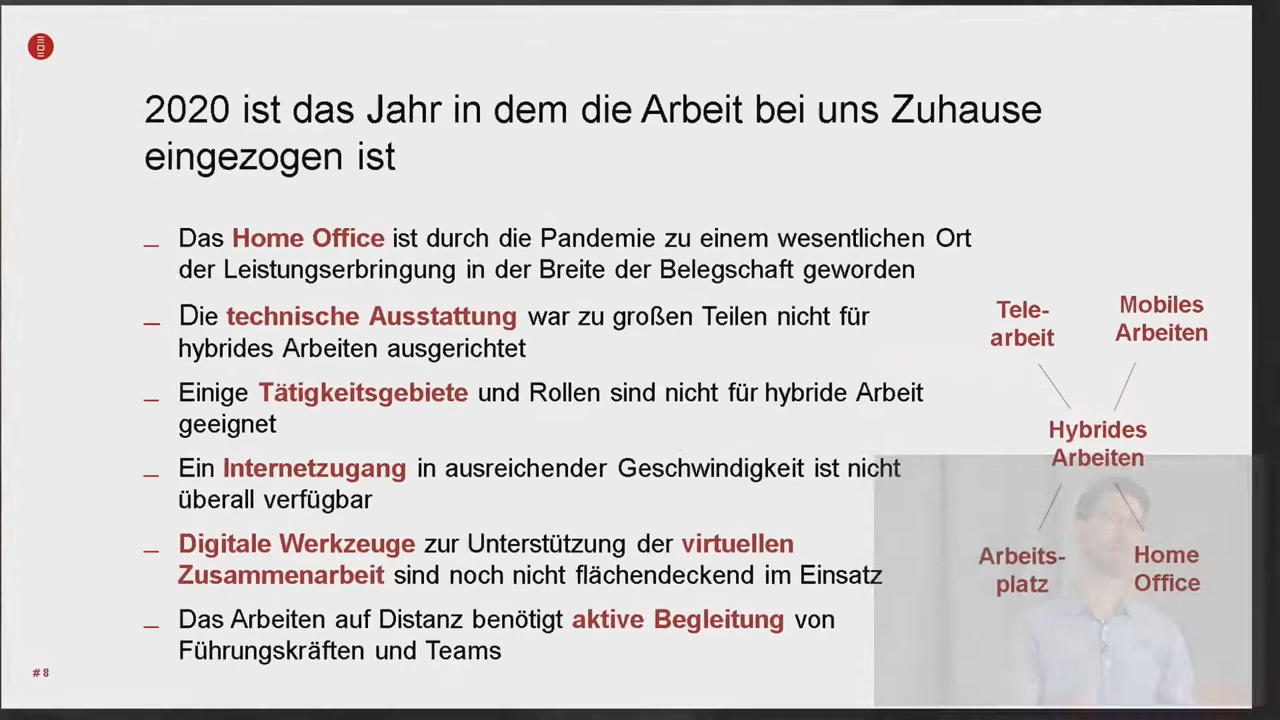 2020 ist das Jahr in dem die Arbeit bei uns Zuhause
eingezogen ist
_ Das Home Office ist durch die Pandemie zu einem wesentlichen Ort
der Leistungserbringung in der Breite der Belegschaft geworden
_ Die technische Ausstattung war zu großen Teilen nicht für
hybrides Arbeiten ausgerichtet
_ Einige Tätigkeitsgebiete und Rollen sind nicht für hybride Arbeit
geeignet
_ Ein Internetzugang in ausreichender Geschwindigkeit ist nicht
überall verfügbar
_ Digitale Werkzeuge zur Unterstützung der virtuellen
Zusammenarbeit sind noch nicht flächendeckend im Einsatz
_ Das Arbeiten auf Distanz benötigt aktive Begleitung von
Führungskräften und Teams
Tele-
arbeit
Mobiles
Arbeiten
Hybrides
Arbeiten
Arbeits-
platz
Home
Office
# 8